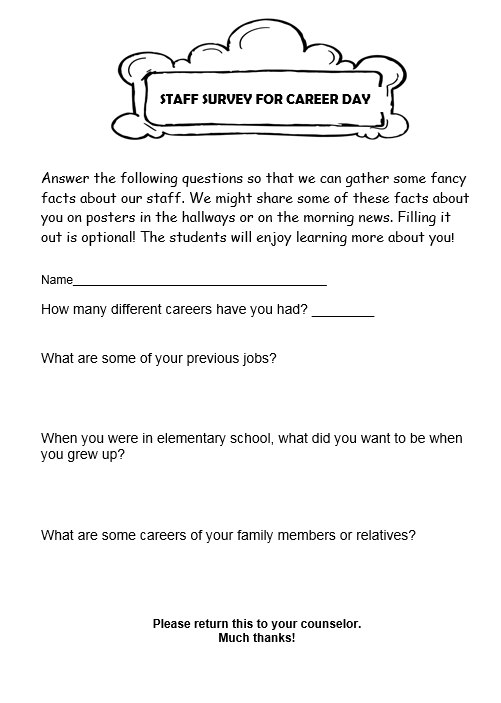 STAFF SURVEY FOR CAREER DAY
Answer the following questions so that we can gather some fancy
facts about our staff. We might share some of these facts about
you on posters in the hallways or on the morning news. Filling it
out is optional! The students will enjoy learning more about you!
Name______________________________________
How many different careers have you had? ________
What are some of your previous jobs?
When you were in elementary school, what did you want to be when
you grew up?
What are some careers of your family members or relatives?
Please return this to your counselor.
Much thanks!